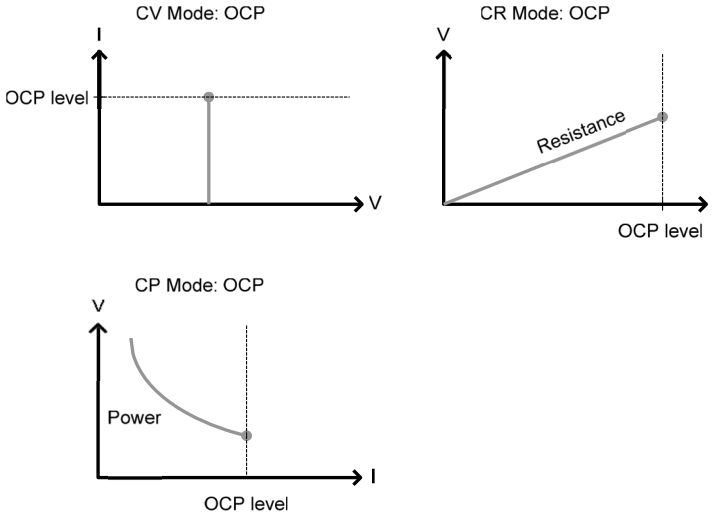 CV Mode: OCP
I
OCP level
V
CR Mode: OCP
V
Resistance
OCP level
CP Mode: OCP
V
Power
I
OCP level